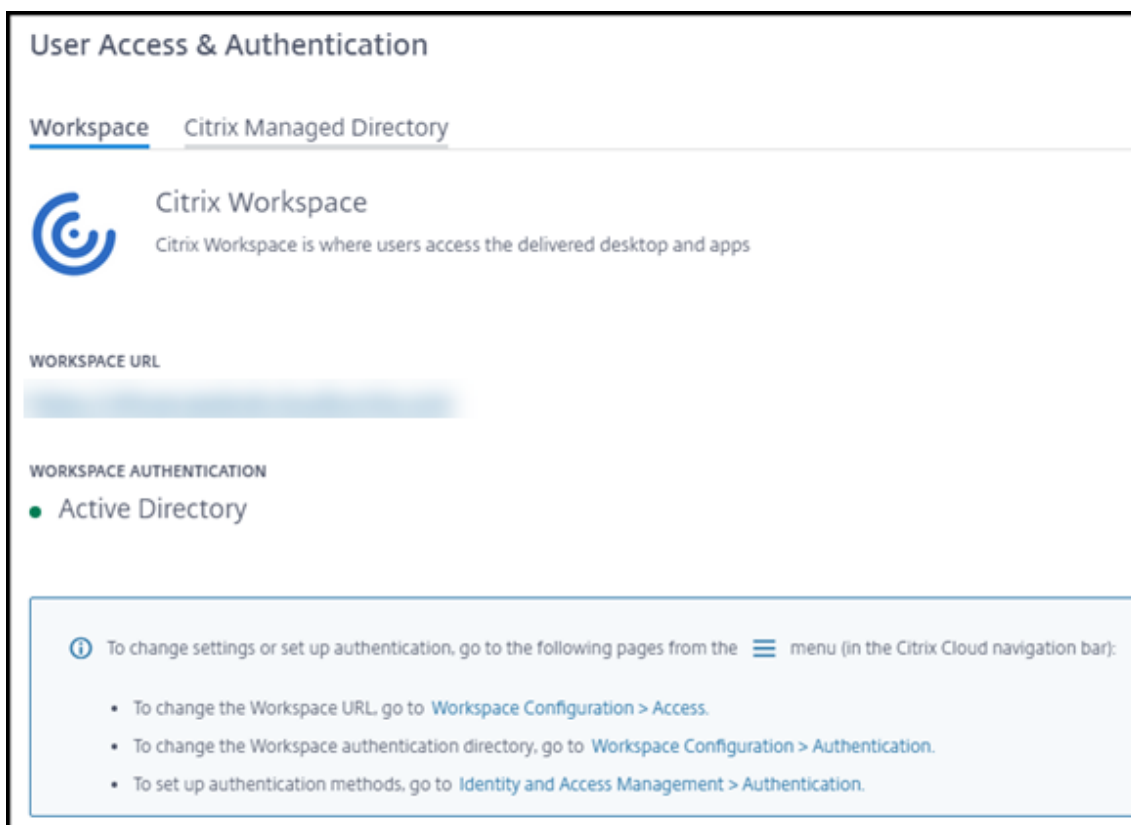 User Access & Authentication
Workspace Citrix Managed Directory
Citrix Workspace
Citrix Workspace is where users access the delivered desktop and apps
WORKSPACE URL
WORKSPACE AUTHENTICATION
Active Directory
To change settings or set up authentication, go to the following pages from the menu (in the Citrix Cloud navigation bar):
• To change the Workspace URL, go to Workspace Configuration > Access.
• To change the Workspace authentication directory, go to Workspace Configuration > Authentication.
• To set up authentication methods, go to Identity and Access Management > Authentication.